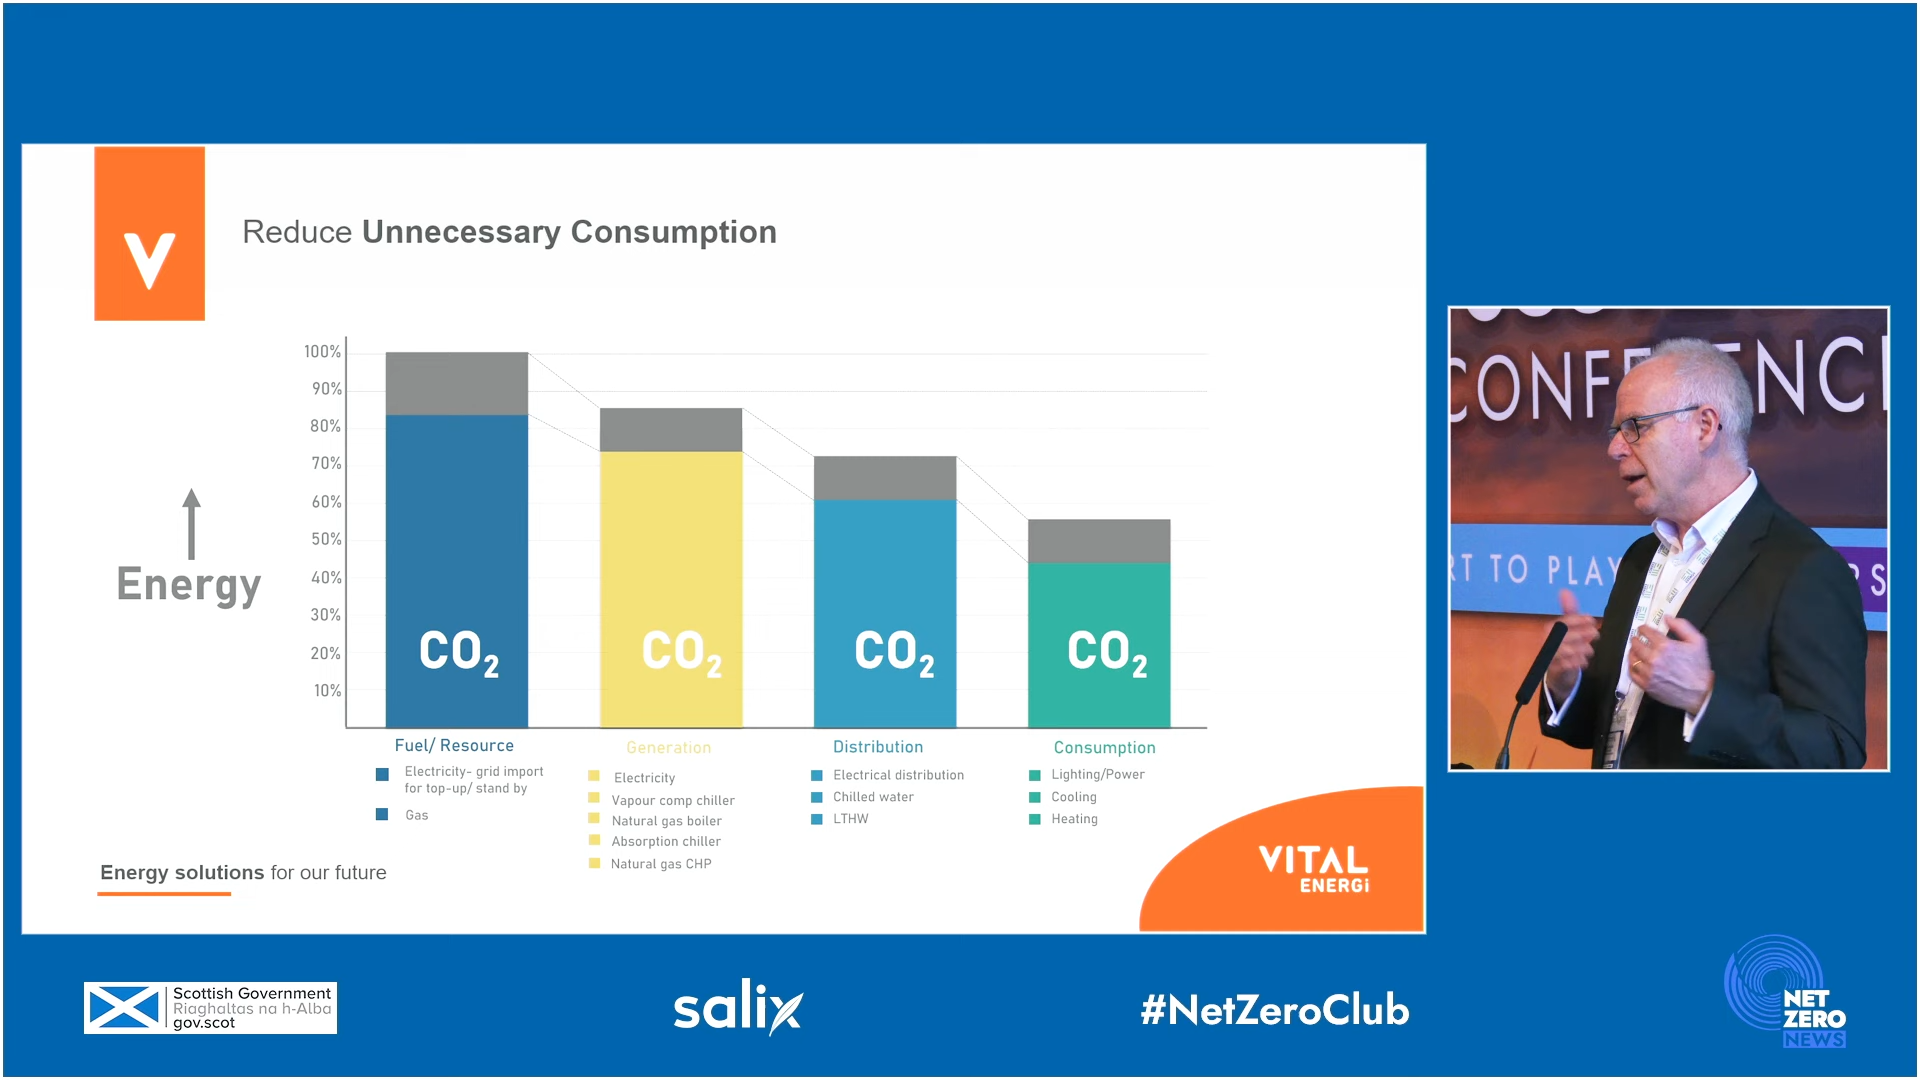 V
Reduce Unnecessary Consumption
100%
90%
80%
70%
60%
50%
40%
30%
20%
10%
Energy
CO2
CO2
CO2
CO2
Fuel/ Resource
Electricity- grid import
for top-up/ stand by
Gas
Generation
Electricity
Vapour comp chiller
Natural gas boiler
Absorption chiller
Natural gas CHP
Distribution
Electrical distribution
Chilled water
LTHW
Consumption
Lighting/Power
Cooling
Heating
Energy solutions for our future
VITAL
ENERGi
RT TO PLAY
Scottish Government
Riaghaltas na h-Alba
gov.scot
salix
#NetZeroClub
NET
ZERO
NEWS